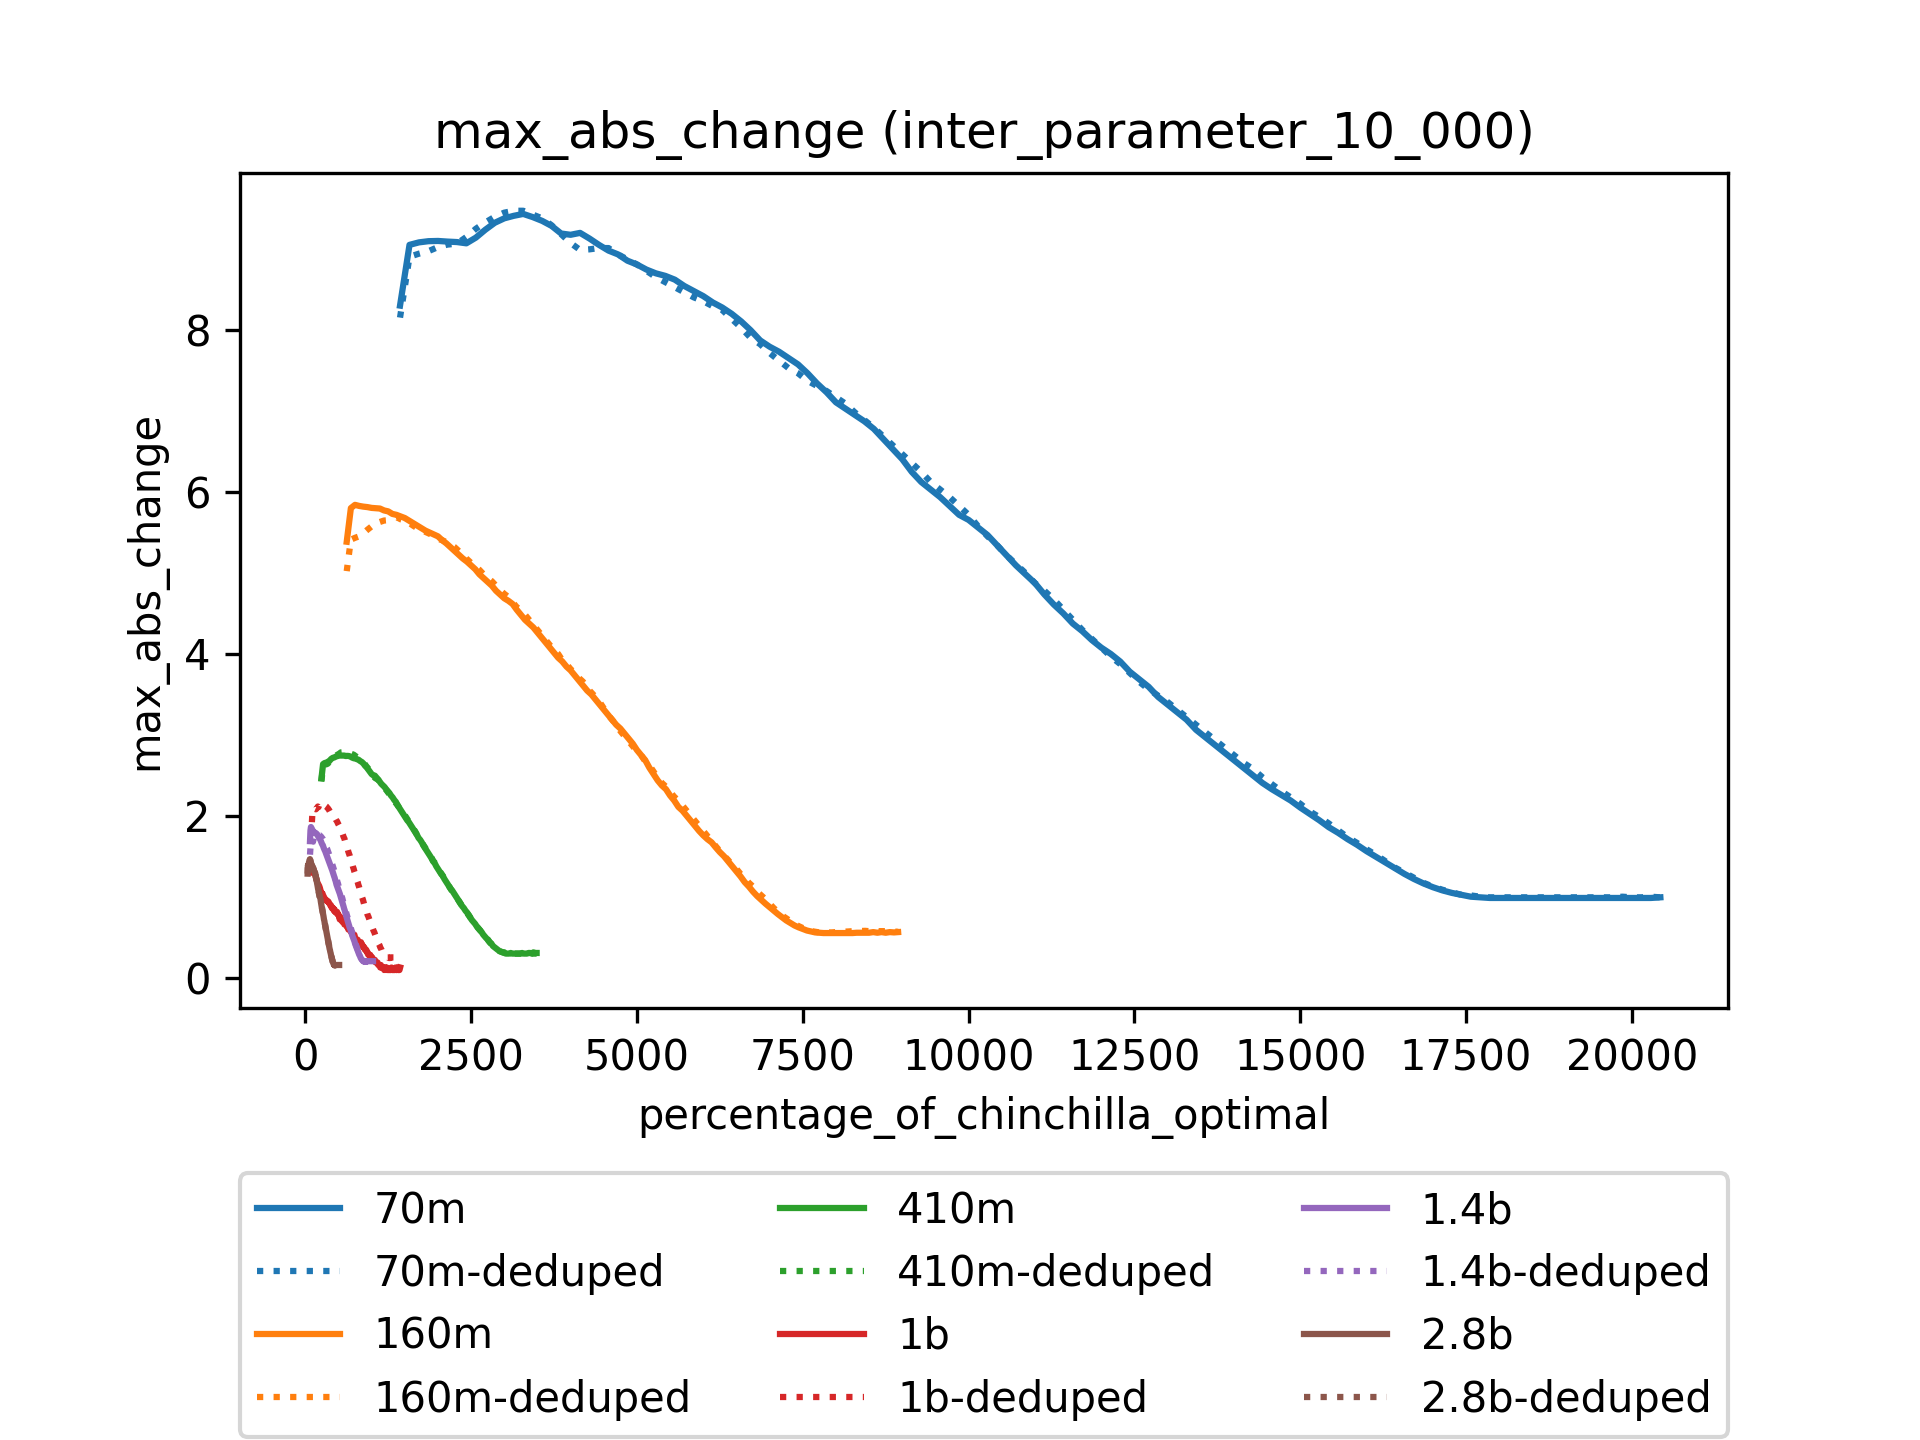 max_abs_change (inter_parameter_10_000)
max_abs_change
8
6
4
2
0
0 2500 5000 7500 10000 12500 15000 17500 20000
percentage_of_chinchilla_optimal
70m 410m 1.4b
70m-deduped 410m-deduped 1.4b-deduped
160m 1b 2.8b
160m-deduped 1b-deduped 2.8b-deduped